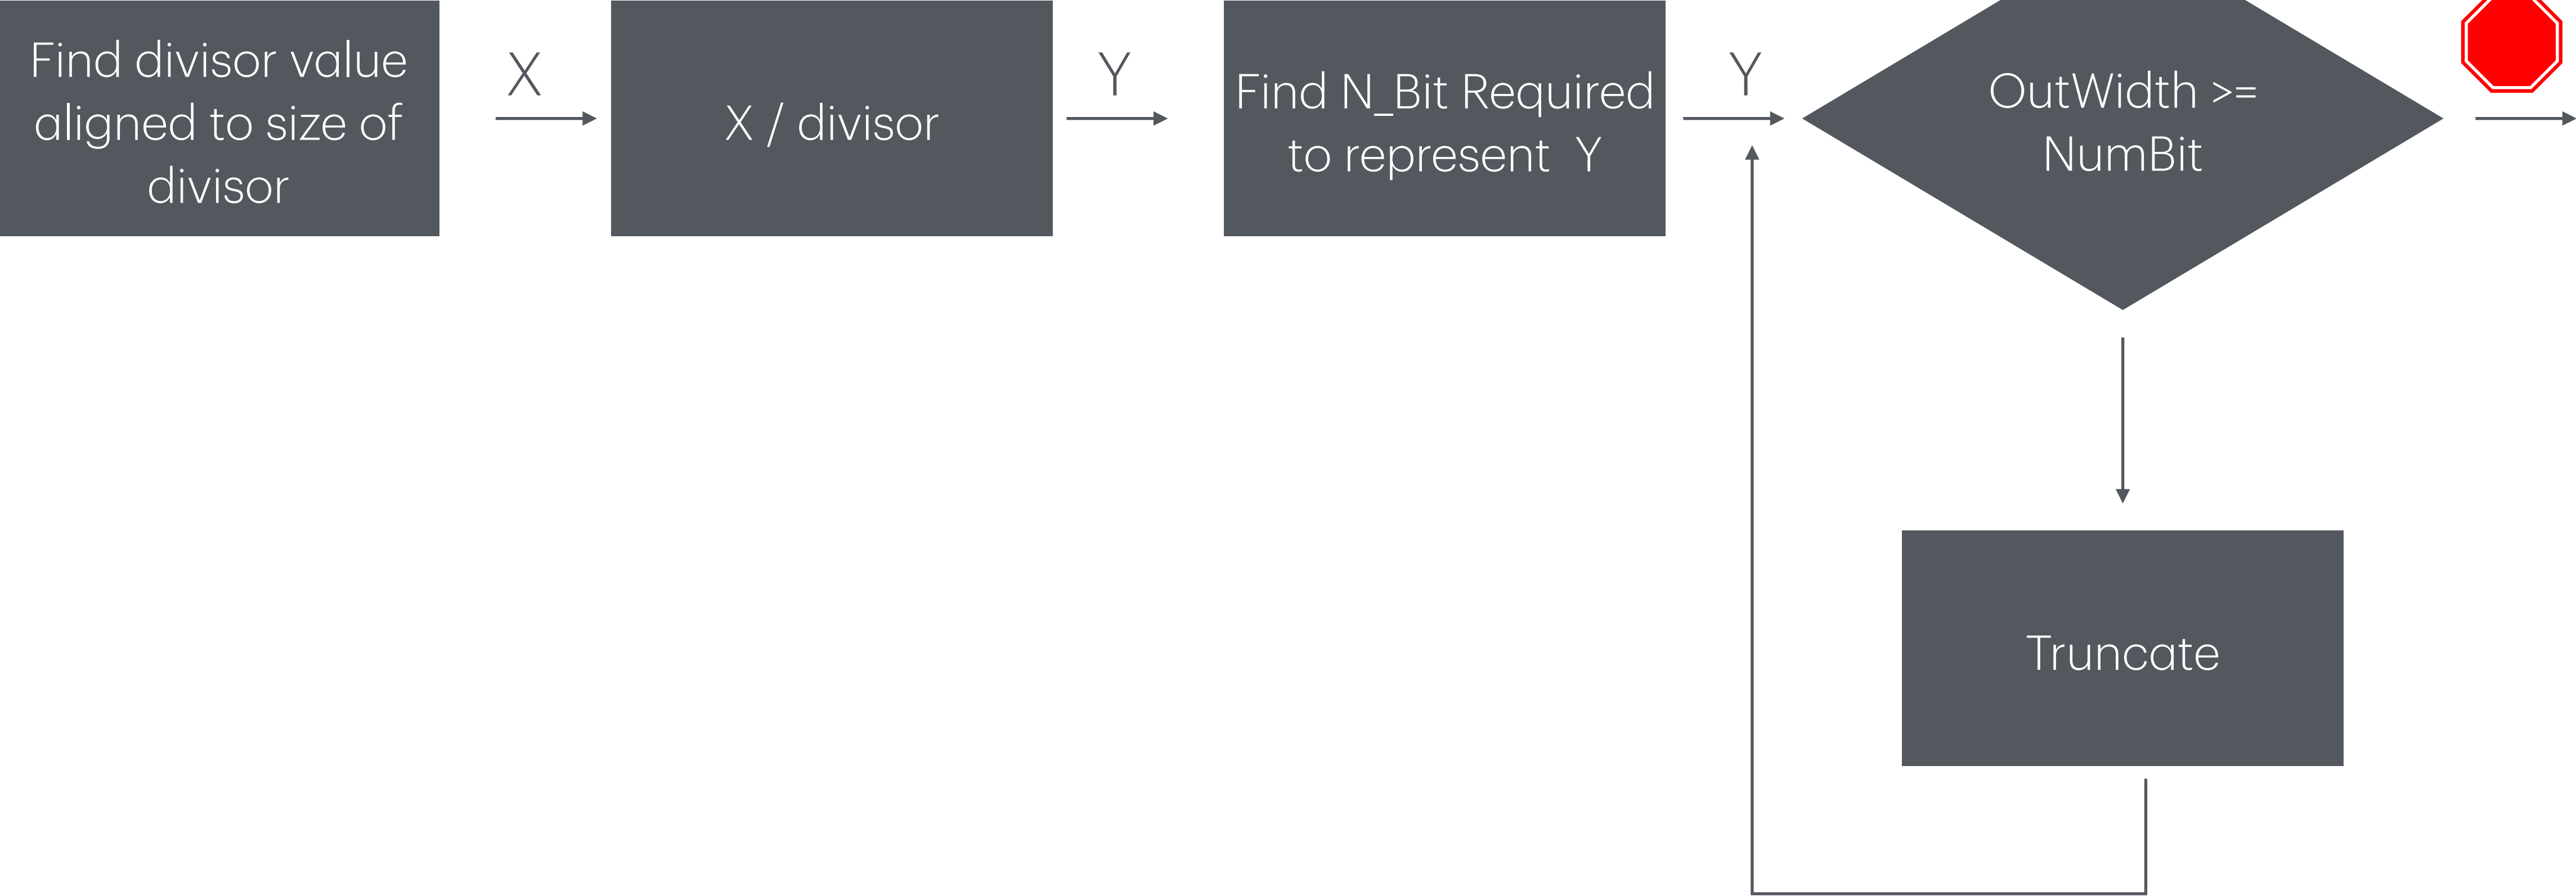 Find divisor value
aligned to size of
divisor
X
X / divisor
Y
Find N_Bit Required
to represent Y
Y
OutWidth >=
NumBit
Truncate